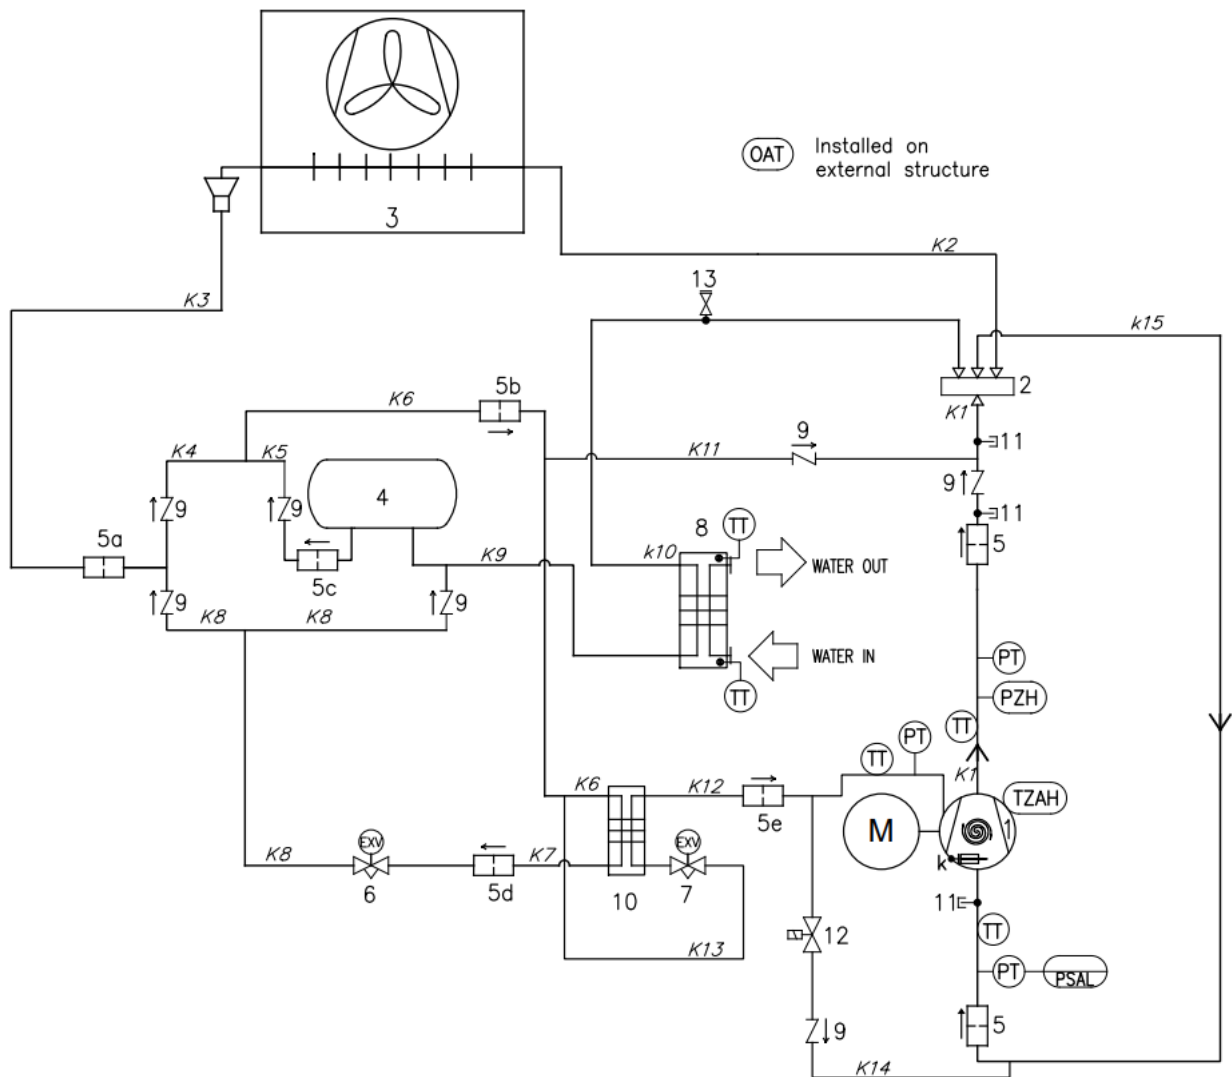 OAT
Installed on
external structure
3
K2
K3
13
k15
2
K1
5b
K6
9
K11
11
K4
K5
9
9
9
4
11
8
TT
5a
5c
K9
k10
5
WATER OUT
9
K8
K8
9
WATER IN
TT
PT
PZH
TT
TT
PT
K1
K6
K12
TZAH
5e
M
1
EXV
EXV
K8
K7
k
6
5d
10
7
11
K13
12
TT
PT
PSAL
9
5
K14